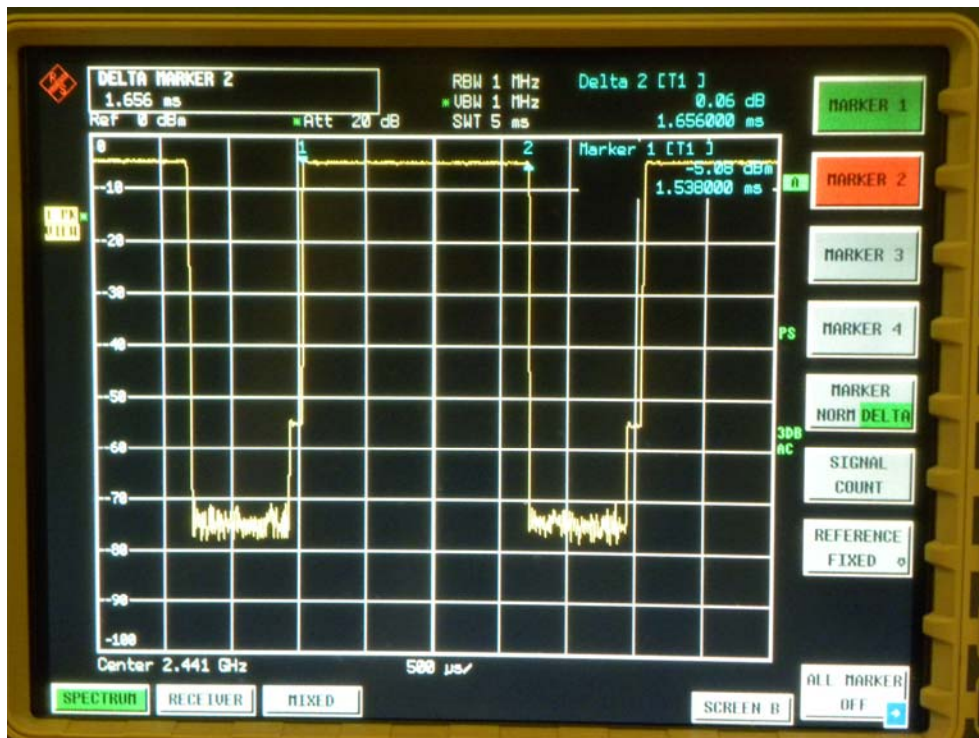 DELTA MARKER 2
1.656 ms
RBW 1 MHz
*VBW 1 MHz
SWT 5 ms
Delta 2 [T1 ]
0.06 dB
1.656000 ms
Ref 0 dBm
*Att 20 dB
1
2
Marker 1 [T1 ]
-5.08 dBm
1.538000 ms
0
-10
-20
-30
-40
-50
-60
-70
-80
-90
-100
1 PK
VIEW
A
PS
3DB
AC
Center 2.441 GHz
500 µs/
MARKER 1
MARKER 2
MARKER 3
MARKER 4
MARKER
NORM DELTA
SIGNAL
COUNT
REFERENCE
FIXED
ALL MARKER
OFF
SPECTRUM
RECEIVER
MIXED
SCREEN B